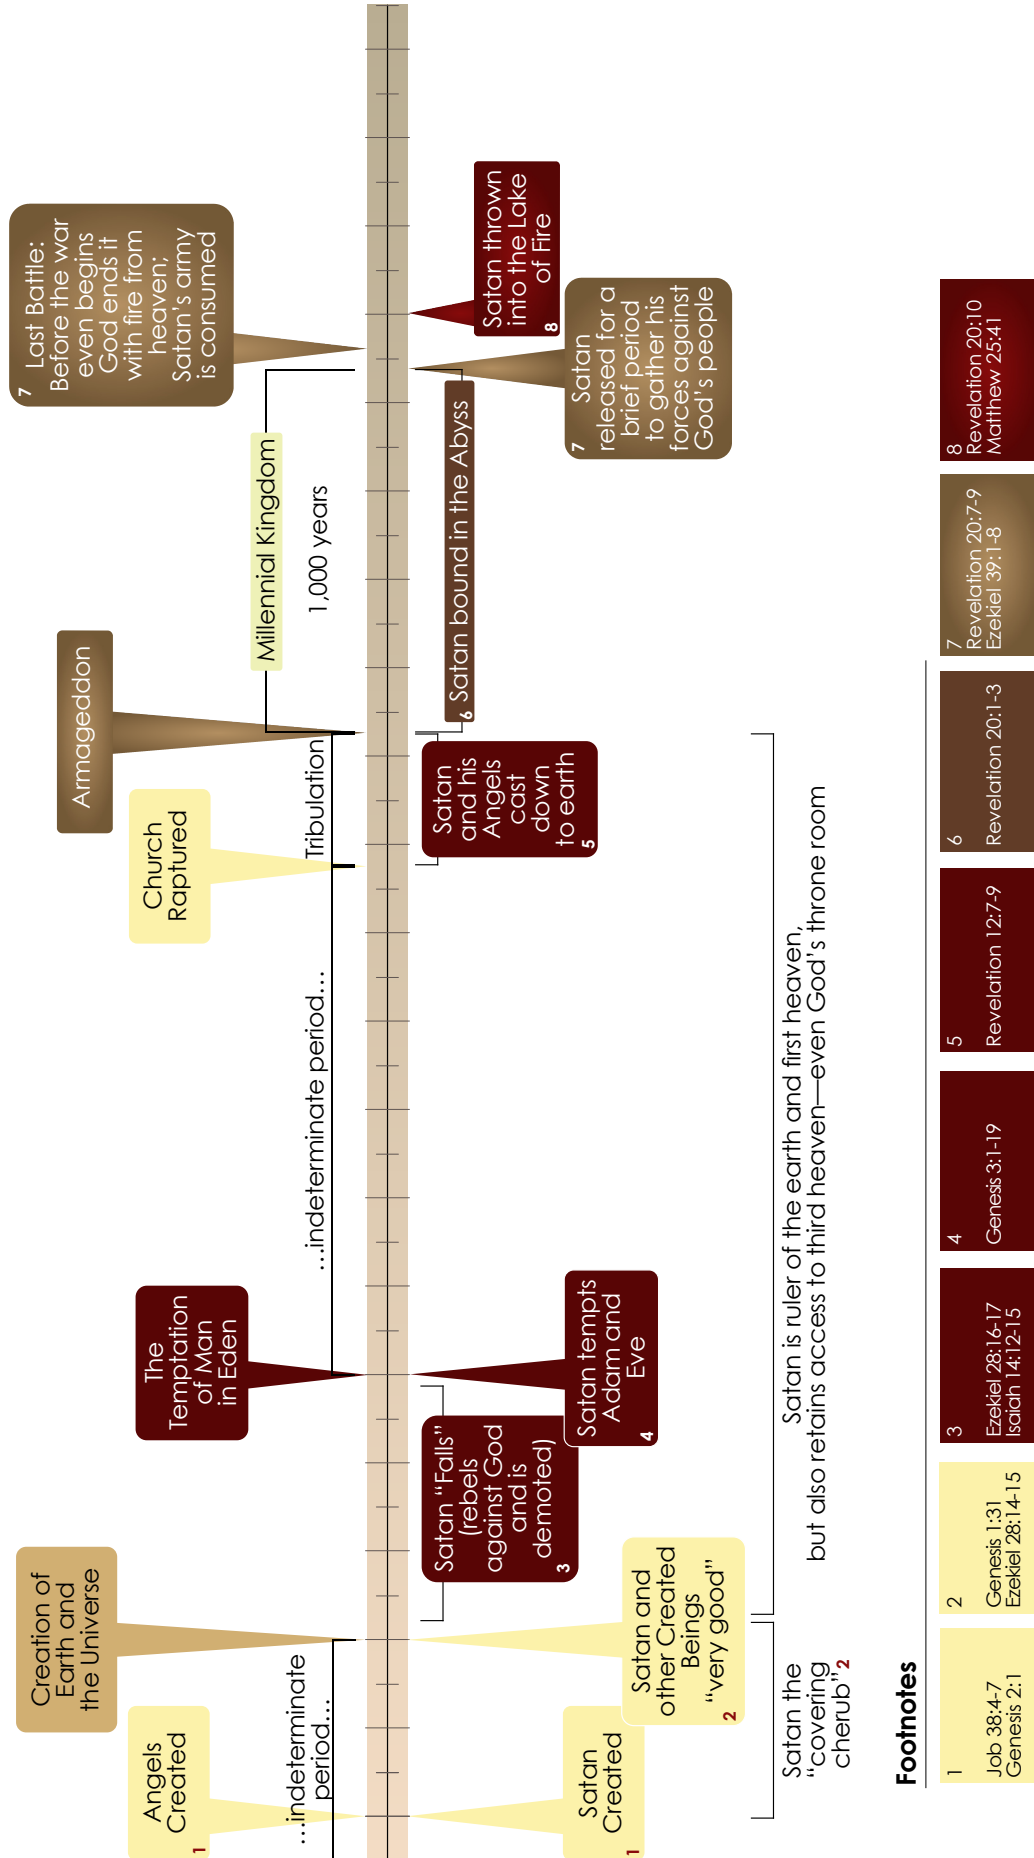 Angels
Created
1
Creation of
Earth and
the Universe
…indeterminate
period…
The
Temptation
of Man
in Eden
…indeterminate period…
Church
Raptured
Tribulation
Armageddon
Millennial Kingdom
1,000 years
7 Last Battle:
Before the war
even begins
God ends it
with fire from
heaven;
Satan’s army
is consumed
Satan
Created
1
Satan and
other Created
Beings
“very good”
2
Satan “Falls”
(rebels
against God
and is
demoted)
3
Satan tempts
Adam and
Eve
4
Satan
and his
Angels
cast
down
to earth
5
6 Satan bound in the Abyss
7 Satan
released for a
brief period
to gather his
forces against
God’s people
Satan thrown
into the Lake
of Fire
8
Satan the
“covering
cherub” 2
Satan is ruler of the earth and first heaven,
but also retains access to third heaven—even God’s throne room
Footnotes
1
Job 38:4-7
Genesis 2:1
2
Genesis 1:31
Ezekiel 28:14-15
3
Ezekiel 28:16-17
Isaiah 14:12-15
4
Genesis 3:1-19
5
Revelation 12:7-9
6
Revelation 20:1-3
7
Revelation 20:7-9
Ezekiel 39:1-8
8
Revelation 20:10
Matthew 25:41